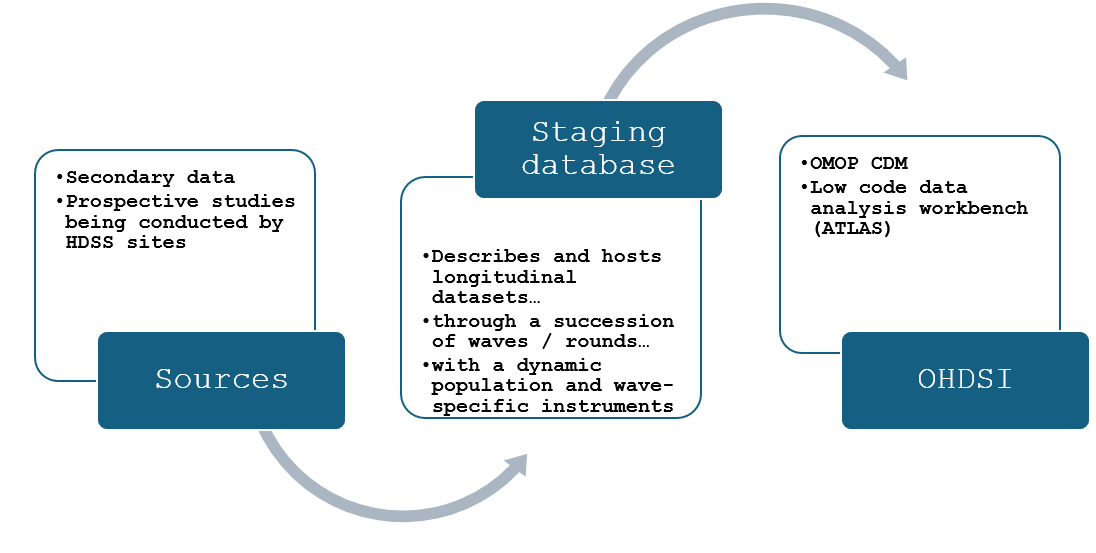 •Secondary data
•Prospective studies
being conducted by
HDSS sites
Sources
Staging
database
•Describes and hosts
longitudinal
datasets…
•through a succession
of waves / rounds…
•with a dynamic
population and wave-
specific instruments
•OMOP CDM
•Low code data
analysis workbench
(ATLAS)
OHDSI